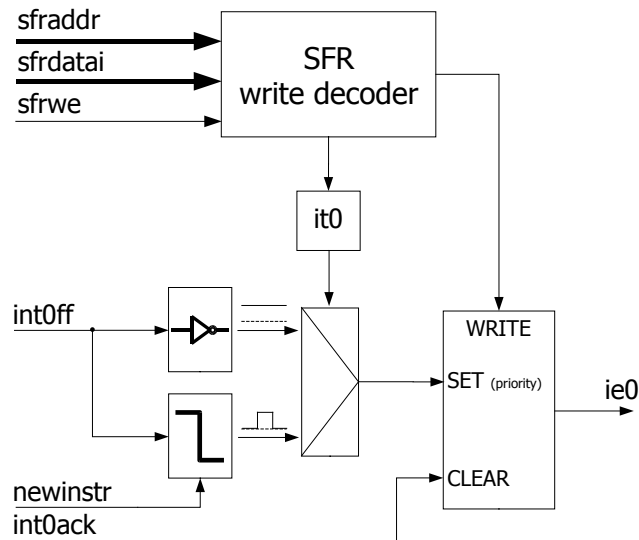 sfraddr
sfrdatai
sfrwe
SFR
write decoder
it0
int0ff
WRITE
SET (priority)
ie0
CLEAR
newinstr
int0ack